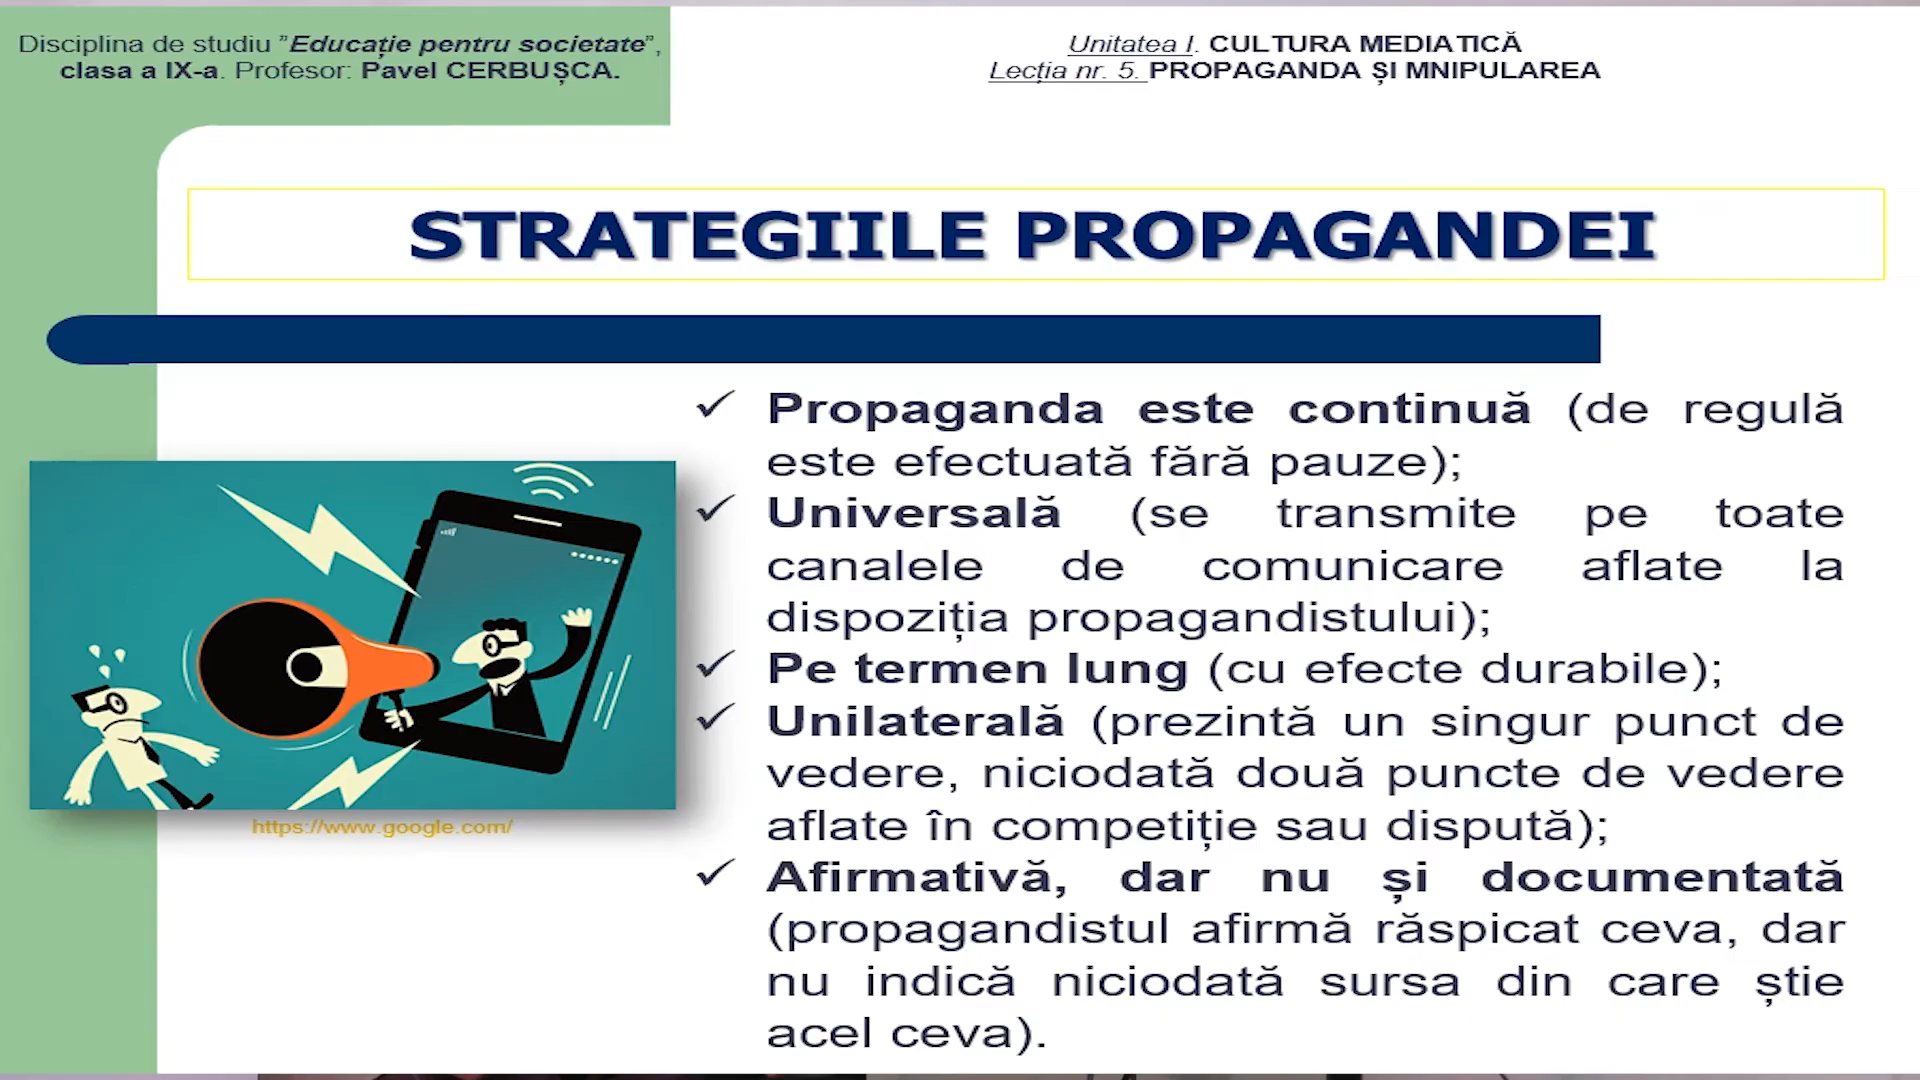 Disciplina de studiu ”Educație pentru societate”,
clasa a IX-a. Profesor: Pavel CERBUȘCA.
Unitatea I. CULTURA MEDIATICĂ
Lecția nr. 5. PROPAGANDA ȘI MNIPULAREA
STRATEGIILE PROPAGANDEI
✓ Propaganda este continuă (de regulă
este efectuată fără pauze);
✓ Universală (se transmite pe toate
canalele de comunicare aflate la
dispoziția propagandistului);
✓ Pe termen lung (cu efecte durabile);
✓ Unilaterală (prezintă un singur punct de
vedere, niciodată două puncte de vedere
aflate în competiție sau dispută);
✓ Afirmativă, dar nu și documentată
(propagandistul afirmă răspicat ceva, dar
nu indică niciodată sursa din care știe
acel ceva).
https://www.google.com/